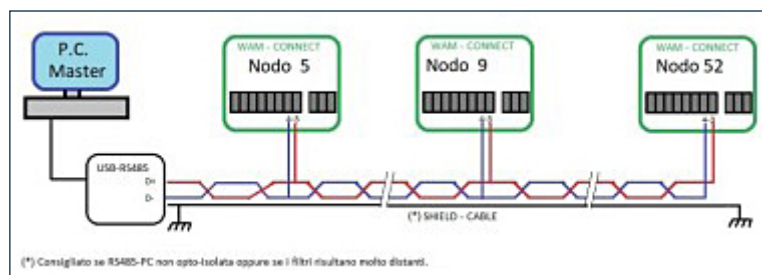 P.C.
Master
WAM - CONNECT
Nodo 5
WAM - CONNECT
Nodo 9
WAM - CONNECT
Nodo 52
USB-RS485
D+
D-
(*) SHIELD - CABLE
(*) Consigliato se RS485-PC non opto-isolata oppure se i filtri risultano molto distanti.